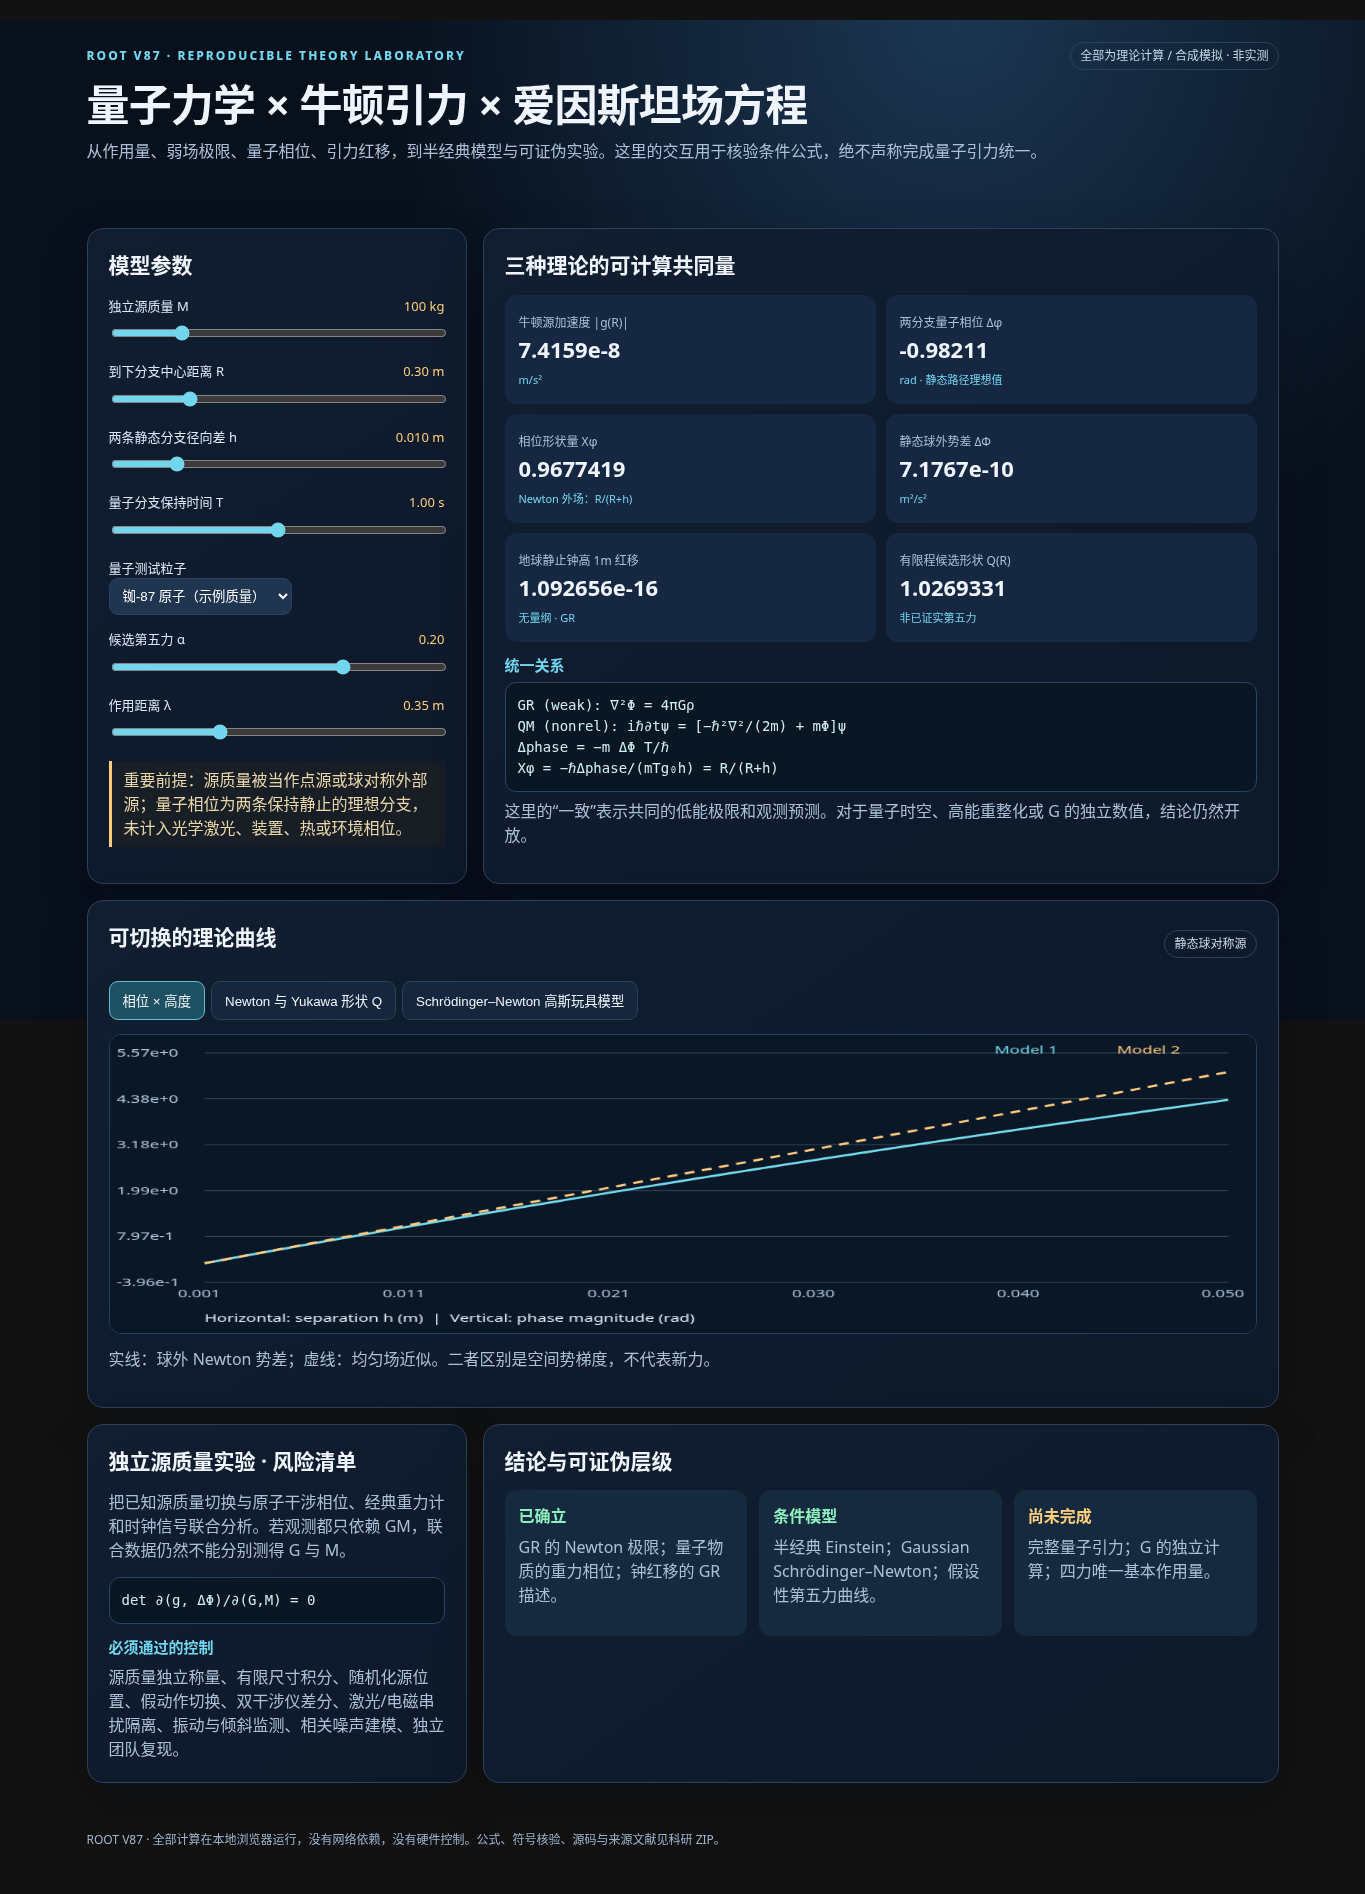 ROOT V87 · REPRODUCIBLE THEORY LABORATORY
全部为理论计算 / 合成模拟 · 非实测
量子力学 × 牛顿引力 × 爱因斯坦场方程
从作用量、弱场极限、量子相位、引力红移，到半经典模型与可证伪实验。这里的交互用于核验条件公式，绝不声称完成量子引力统一。
模型参数
独立源质量 M
100 kg
到下分支中心距离 R
0.30 m
两条静态分支径向差 h
0.010 m
量子分支保持时间 T
1.00 s
量子测试粒子
铷-87 原子（示例质量）
候选第五力 α
0.20
作用距离 λ
0.35 m
重要前提：源质量被当作点源或球对称外部
源；量子相位为两条保持静止的理想分支，
未计入光学激光、装置、热或环境相位。
三种理论的可计算共同量
牛顿源加速度 |g(R)|
7.4159e-8
m/s²
两分支量子相位 Δφ
-0.98211
rad · 静态路径理想值
相位形状量 Xφ
0.9677419
Newton 外场：R/(R+h)
静态球外势差 ΔΦ
7.1767e-10
m²/s²
地球静止钟高 1m 红移
1.092656e-16
无量纲 · GR
有限程候选形状 Q(R)
1.0269331
非已证实第五力
统一关系
GR (weak): ∇²Φ = 4πGρ
QM (nonrel): iℏ∂tψ = [−ℏ²∇²/(2m) + mΦ]ψ
Δphase = −m ΔΦ T/ℏ
Xφ = −ℏΔphase/(mTg₀h) = R/(R+h)
这里的“一致”表示共同的低能极限和观测预测。对于量子时空、高能重整化或 G 的独立数值，结论仍然开
放。
可切换的理论曲线
静态球对称源
相位 × 高度
Newton 与 Yukawa 形状 Q
Schrödinger–Newton 高斯玩具模型
Model 1
Model 2
5.57e+0
4.38e+0
3.18e+0
1.99e+0
7.97e-1
-3.96e-1
0.001
0.011
0.021
0.030
0.040
0.050
Horizontal: separation h (m) | Vertical: phase magnitude (rad)
实线：球外 Newton 势差；虚线：均匀场近似。二者区别是空间势梯度，不代表新力。
独立源质量实验 · 风险清单
把已知源质量切换与原子干涉相位、经典重力计
和时钟信号联合分析。若观测都只依赖 GM，联
合数据仍然不能分别测得 G 与 M。
det ∂(g, ΔΦ)/∂(G,M) = 0
必须通过的控制
源质量独立称量、有限尺寸积分、随机化源位
置、假动作切换、双干涉仪差分、激光/电磁串
扰隔离、振动与倾斜监测、相关噪声建模、独立
团队复现。
结论与可证伪层级
已确立
GR 的 Newton 极限；量子物
质的重力相位；钟红移的 GR
描述。
条件模型
半经典 Einstein；Gaussian
Schrödinger–Newton；假设
性第五力曲线。
尚未完成
完整量子引力；G 的独立计
算；四力唯一基本作用量。
ROOT V87 · 全部计算在本地浏览器运行，没有网络依赖，没有硬件控制。公式、符号核验、源码与来源文献见科研 ZIP。